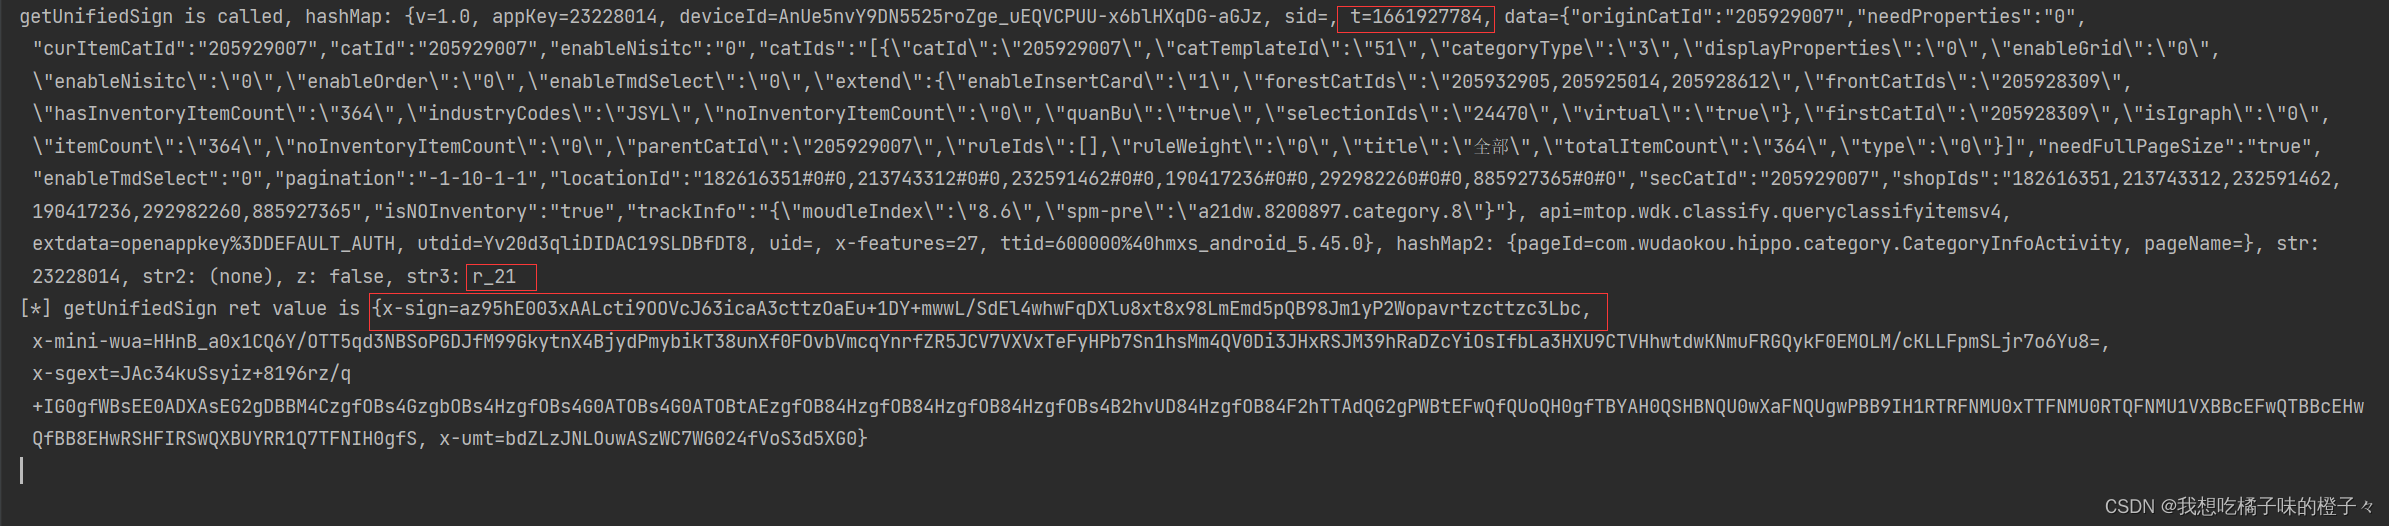 getUnifiedSign is called, hashMap: {v=1.0, appKey=23228014, deviceId=AnUe5nvY9DN5525roZge_uEQVCPUU-x6blHXqDG-aGJz, sid=, t=1661927784, data={"originCatId":"205929007","needProperties":"0",
"curItemCatId":"205929007","catId":"205929007","enableNisitc":"0","catIds":"[{\"catId\":\"205929007\",\"catTemplateId\":\"51\",\"categoryType\":\"3\",\"displayProperties\":\"0\",\"enableGrid\":\"0\",
\"enableNisitc\":\"0\",\"enableOrder\":\"0\",\"enableTmdSelect\":\"0\",\"extend\":{\"enableInsertCard\":\"1\",\"forestCatIds\":\"205932905,205925014,205928612\",\"frontCatIds\":\"205928309\",
\"hasInventoryItemCount\":\"364\",\"industryCodes\":\"JSYL\",\"noInventoryItemCount\":\"0\",\"quanBu\":\"true\",\"selectionIds\":\"24470\",\"virtual\":\"true\"},\"firstCatId\":\"205928309\",\"isIgraph\":\"0\",
\"itemCount\":\"364\",\"noInventoryItemCount\":\"0\",\"parentCatId\":\"205929007\",\"ruleIds\":[],\"ruleWeight\":\"0\",\"title\":\"全部\",\"totalItemCount\":\"364\",\"type\":\"0\"}]","needFullPageSize":"true",
"enableTmdSelect":"0","pagination":"-1-10-1-1","locationId":"182616351#0#0,213743312#0#0,232591462#0#0,190417236#0#0,292982260#0#0,885927365#0#0","secCatId":"205929007","shopIds":"182616351,213743312,232591462,
190417236,292982260,885927365","isNOInventory":"true","trackInfo":"{\"moudleIndex\":\"8.6\",\"spm-pre\":\"a21dw.8200897.category.8\"}"}, api=mtop.wdk.classify.queryclassifyitemsv4,
extdata=openappkey%3DDEFAULT_AUTH, utdid=Yv20d3qliDIDAC19SLDBfDT8, uid=, x-features=27, ttid=600000%40hmxs_android_5.45.0}, hashMap2: {pageId=com.wudaokou.hippo.category.CategoryInfoActivity, pageName=}, str:
23228014, str2: (none), z: false, str3: r_21
[*] getUnifiedSign ret value is {x-sign=az95hE003xAALcti9OOVcJ63icaA3cttzOaEu+1DY+mwwL/SdEl4whwFqDXlu8xt8x98LmEmd5pQB98Jm1yP2Wopavrtzcttzc3Lbc,
x-mini-wua=HHnB_a0x1CQ6Y/OTT5qd3NBSoPGDJfM99GkytnX4BjydPmybikT38unXf0FOvbVmcqYnrfZR5JCV7VXVxTeFyHPb7Sn1hsMm4QV0Di3JHxRSJM39hRaDZcYiOsIfbLa3HXU9CTVHhwtdwKNmuFRGQykF0EMOLM/cKLLFpmSLjr7o6Yu8=,
x-sgext=JAc34kuSsyiz+8196rz/q
+IG0gfWBsEE0ADXAsEG2gDBBM4CzgfOBs4GzgbOBs4HzgfOBs4G0ATOBs4G0ATOBtAEzgfOB84HzgfOB84HzgfOB84HzgfOBs4B2hvUD84HzgfOB84F2hTTAdQG2gPWBtEFwQfQUoQH0gfTBYAH0QSHBNQU0wXaFNQUgwPBB9IH1RTRFNMU0xTTFNMU0RTQFNMU1VXBBcEFwQTBBcEHw
QfBB8EHwRSHFIRSwQXBUYRR1Q7TFNIH0gfS, x-umt=bdZLzJNLOuwASzWC7WG024fVoS3d5XG0}
CSDN @我想吃橘子味的橙子々